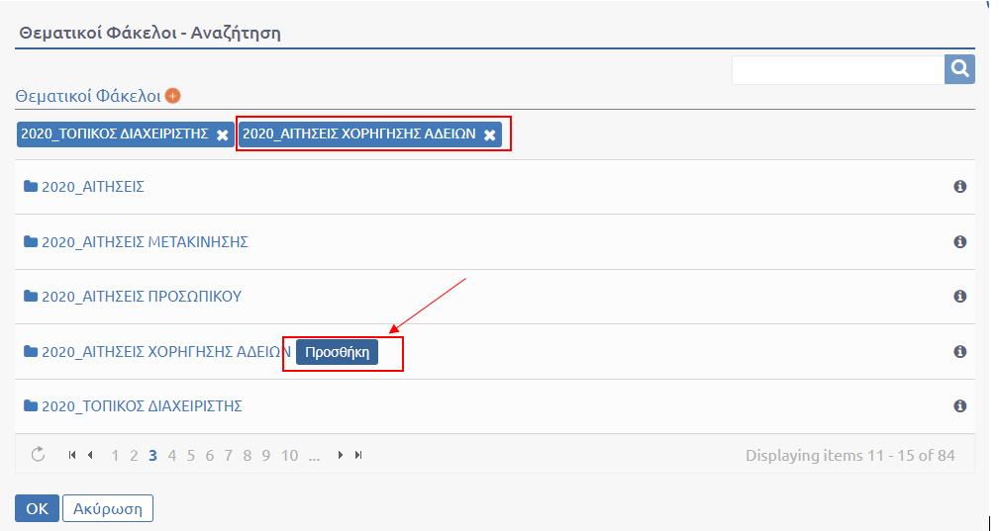 Θεματικοί Φάκελοι - Αναζήτηση
Θεματικοί Φάκελοι
2020_ΤΟΠΙΚΟΣ ΔΙΑΧΕΙΡΙΣΤΗΣ 2020_ΑΙΤΗΣΕΙΣ ΧΟΡΗΓΗΣΗΣ ΑΔΕΙΩΝ
2020_ΑΙΤΗΣΕΙΣ
2020_ΑΙΤΗΣΕΙΣ ΜΕΤΑΚΙΝΗΣΗΣ
2020_ΑΙΤΗΣΕΙΣ ΠΡΟΣΩΠΙΚΟΥ
2020_ΑΙΤΗΣΕΙΣ ΧΟΡΗΓΗΣΗΣ ΑΔΕΙΩΝ Προσθήκη
2020_ΤΟΠΙΚΟΣ ΔΙΑΧΕΙΡΙΣΤΗΣ
1 2 3 4 5 6 7 8 9 10 ... Displaying items 11 - 15 of 84
OK Ακύρωση